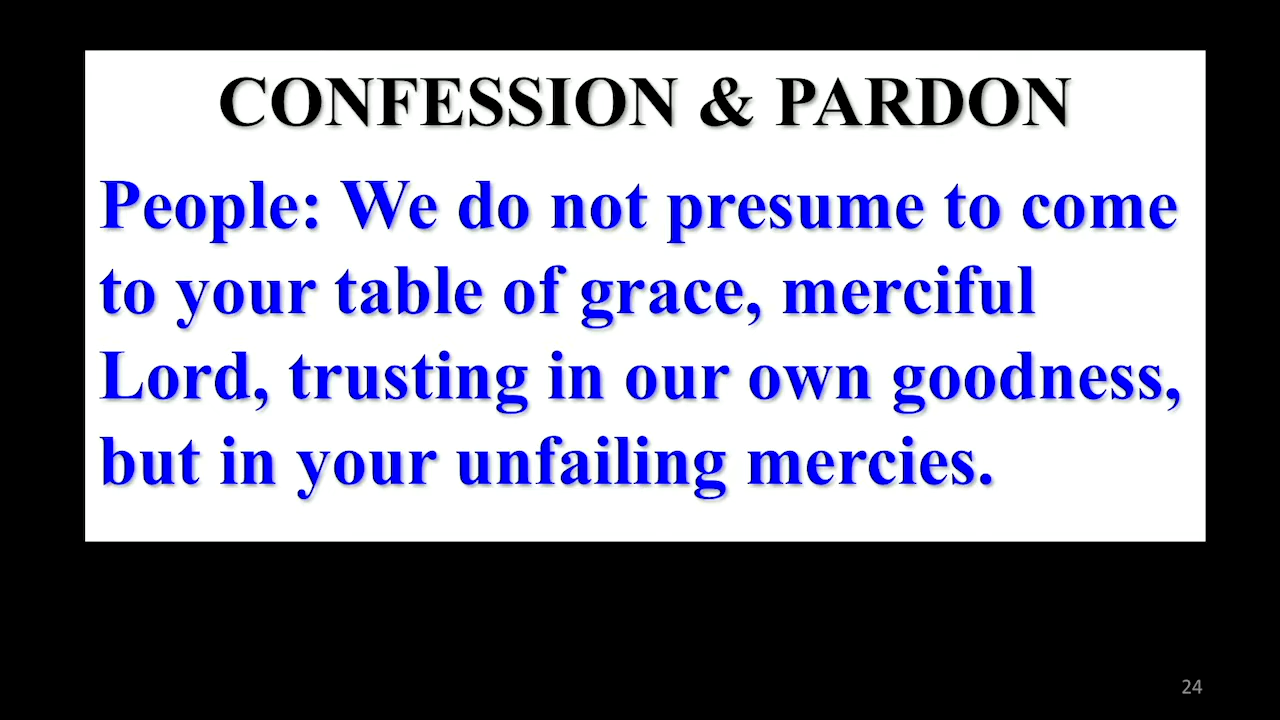 CONFESSION & PARDON
People: We do not presume to come
to your table of grace, merciful
Lord, trusting in our own goodness,
but in your unfailing mercies.
24